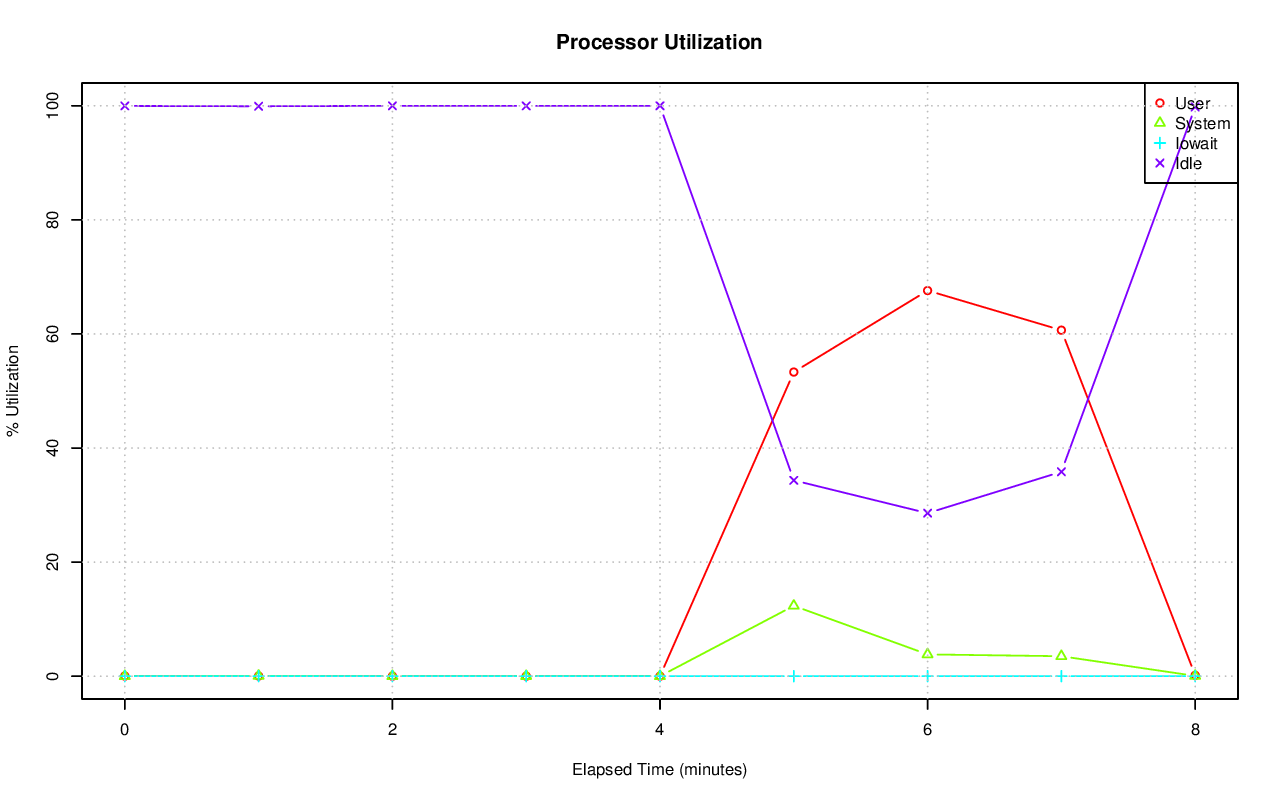 Processor Utilization
% Utilization
100
80
60
40
20
0
User
System
Iowait
Idle
0 2 4 6 8
Elapsed Time (minutes)